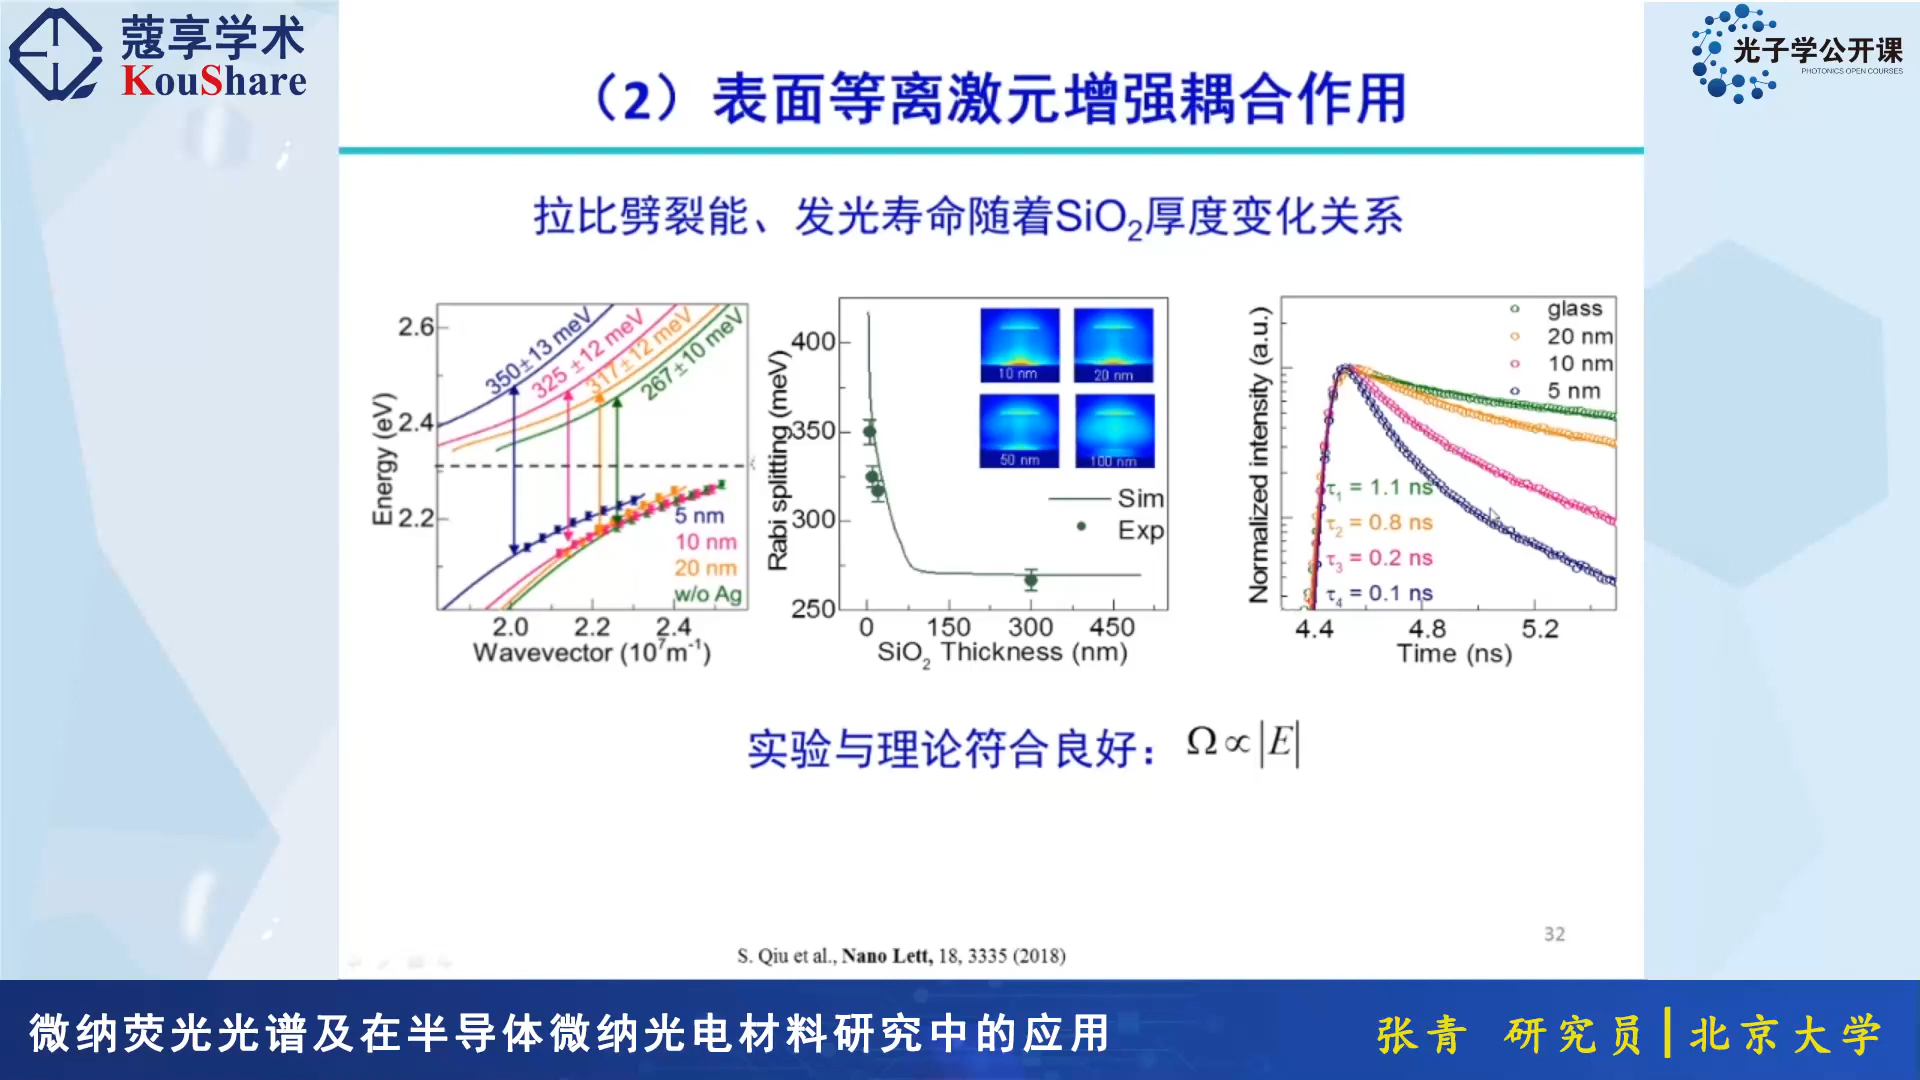 蔻享学术
KouShare
光子学公开课
PHOTONICS OPEN COURSES
（2）表面等离激元增强耦合作用
拉比劈裂能、发光寿命随着SiO₂厚度变化关系
2.6
2.4
2.2
Energy (eV)
350±13 meV
325 ±12 meV
317±12 meV
267±10 meV
5 nm
10 nm
20 nm
w/o Ag
2.0 2.2 2.4
Wavevector (10⁷m⁻¹)
400
350
300
250
Rabi splitting (meV)
10 nm
20 nm
50 nm
100 nm
Sim
Exp
0 150 300 450
SiO₂ Thickness (nm)
Normalized intensity (a.u.)
glass
20 nm
10 nm
5 nm
τ₁ = 1.1 ns
τ₂ = 0.8 ns
τ₃ = 0.2 ns
τ₄ = 0.1 ns
4.4 4.8 5.2
Time (ns)
实验与理论符合良好： Ω∝|E|
32
S. Qiu et al., Nano Lett, 18, 3335 (2018)
微纳荧光光谱及在半导体微纳光电材料研究中的应用
张青 研究员|北京大学